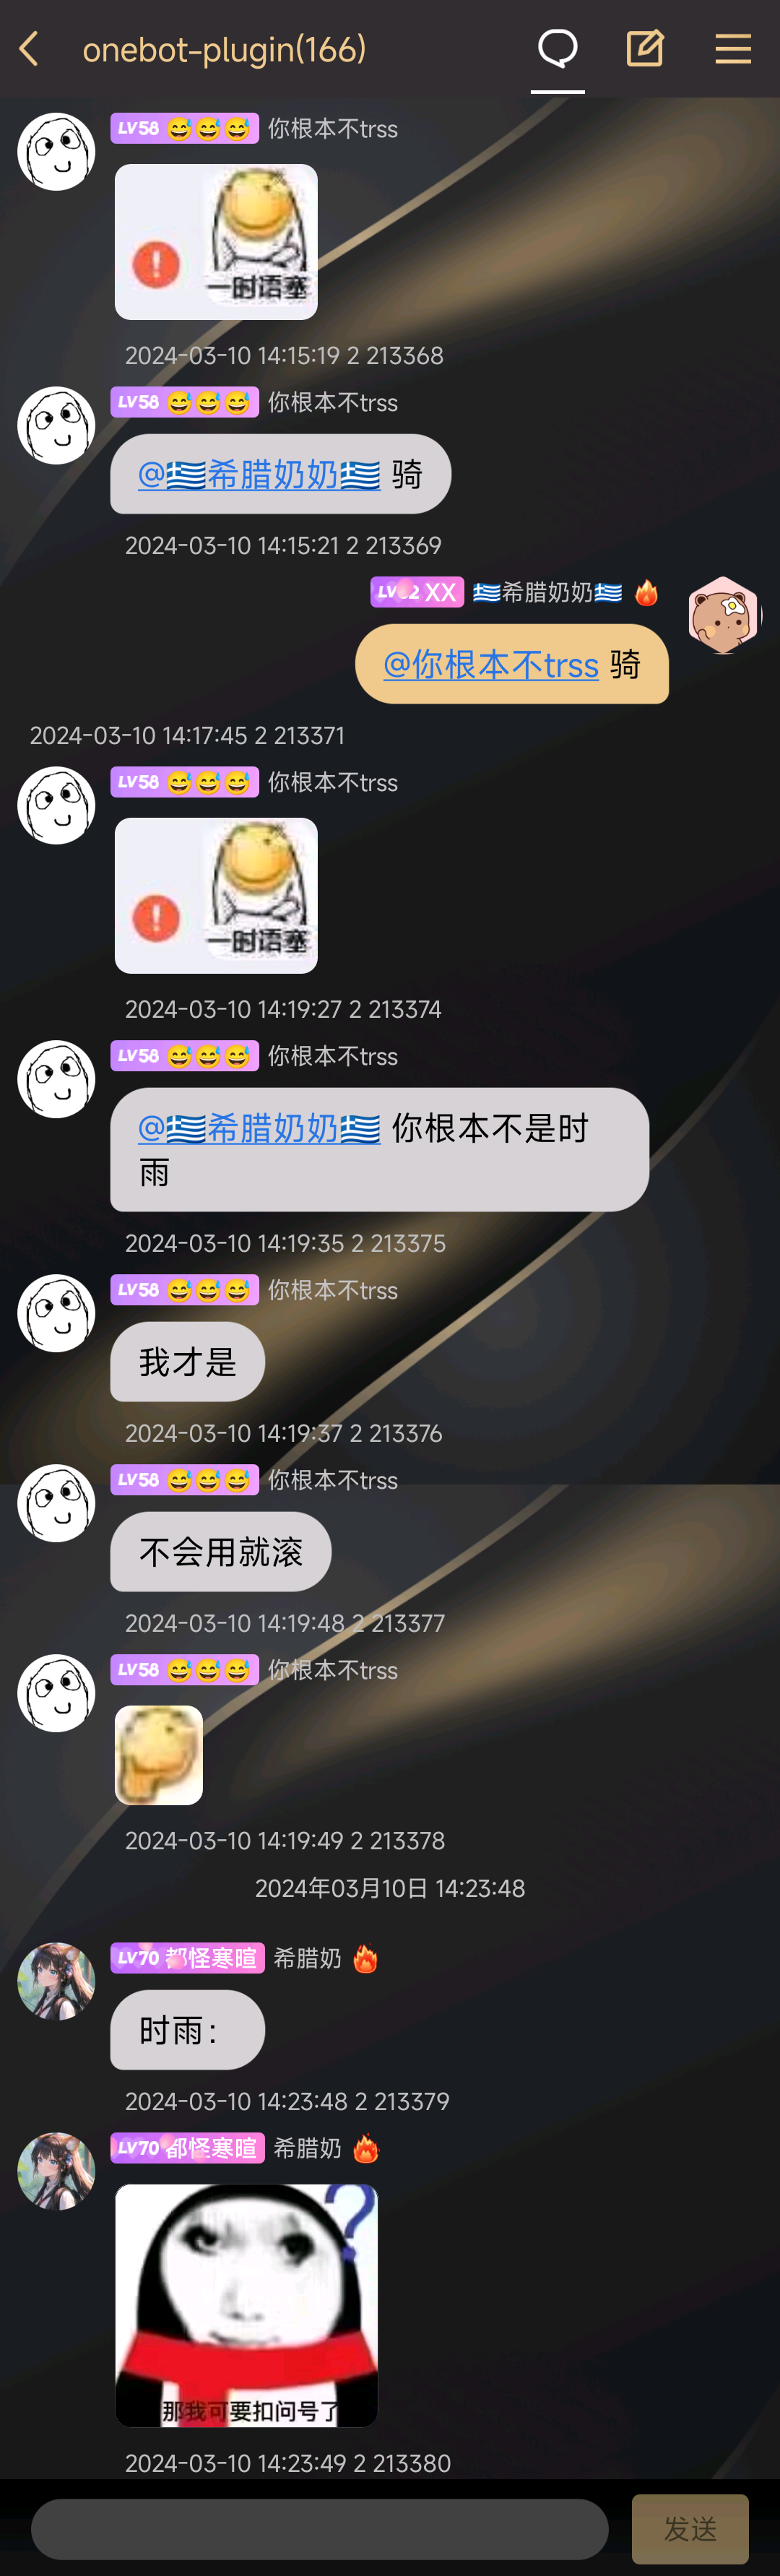 onebot-plugin(166)
LV58 😅😅😅 你根本不trss
一时语塞
2024-03-10 14:15:19 2 213368
LV58 😅😅😅 你根本不trss
@🇬🇷希腊奶奶🇬🇷 骑
2024-03-10 14:15:21 2 213369
XX 🇬🇷希腊奶奶🇬🇷 🔥
@你根本不trss 骑
2024-03-10 14:17:45 2 213371
LV58 😅😅😅 你根本不trss
一时语塞
2024-03-10 14:19:27 2 213374
LV58 😅😅😅 你根本不trss
@🇬🇷希腊奶奶🇬🇷 你根本不是时
雨
2024-03-10 14:19:35 2 213375
LV58 😅😅😅 你根本不trss
我才是
2024-03-10 14:19:37 2 213376
LV58 😅😅😅 你根本不trss
不会用就滚
2024-03-10 14:19:48 2 213377
LV58 😅😅😅 你根本不trss
2024-03-10 14:19:49 2 213378
2024年03月10日 14:23:48
LV70 都怪寒暄 希腊奶 🔥
时雨：
2024-03-10 14:23:48 2 213379
LV70 都怪寒暄 希腊奶 🔥
?
那我可要扣问号了
2024-03-10 14:23:49 2 213380
发送